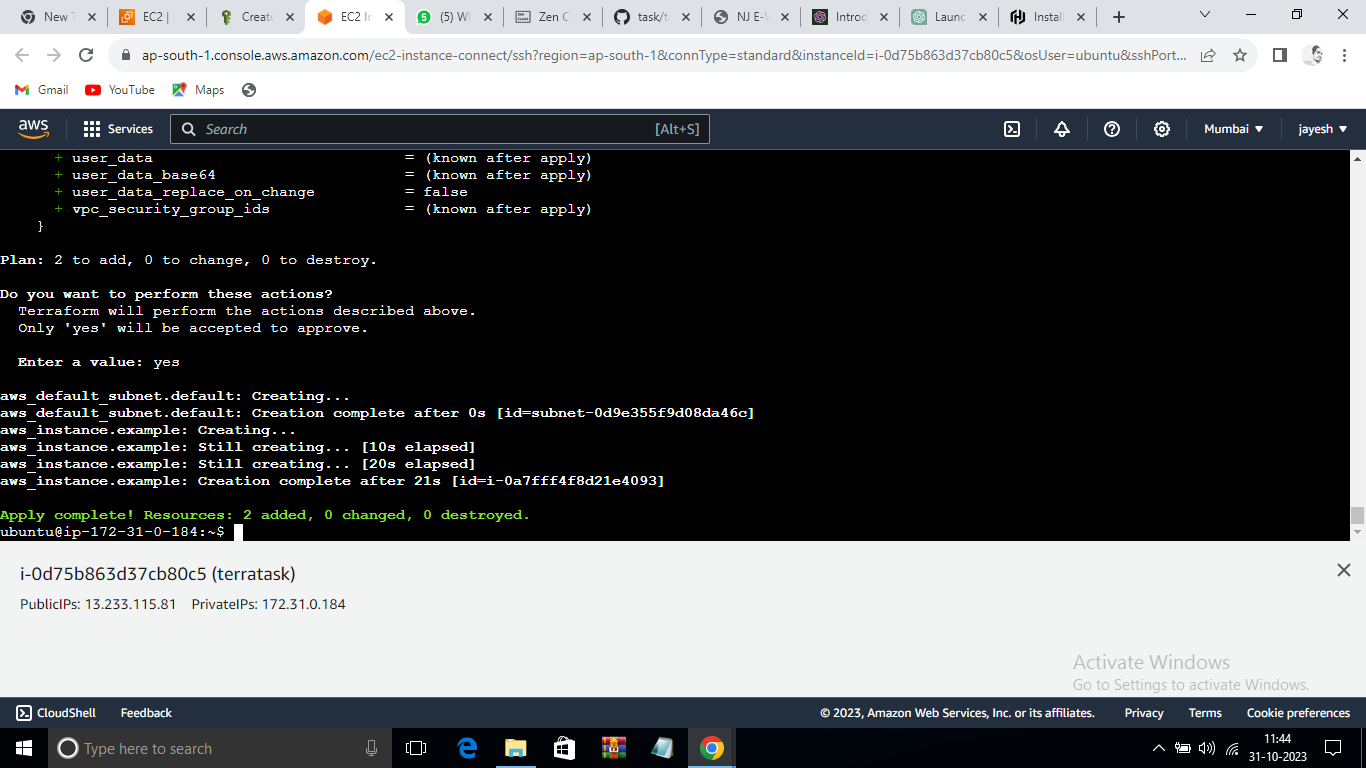 New T
EC2 |
Create
EC2 In
(5) W
Zen C
task/t
NJ E-
Introd
Launc
Install
ap-south-1.console.aws.amazon.com/ec2-instance-connect/ssh?region=ap-south-1&connType=standard&instanceId=i-0d75b863d37cb80c5&osUser=ubuntu&sshPort...
Gmail
YouTube
Maps
aws
Services
Search
[Alt+S]
Mumbai
jayesh
+ user_data = (known after apply)
+ user_data_base64 = (known after apply)
+ user_data_replace_on_change = false
+ vpc_security_group_ids = (known after apply)
}
Plan: 2 to add, 0 to change, 0 to destroy.
Do you want to perform these actions?
Terraform will perform the actions described above.
Only 'yes' will be accepted to approve.
Enter a value: yes
aws_default_subnet.default: Creating...
aws_default_subnet.default: Creation complete after 0s [id=subnet-0d9e355f9d08da46c]
aws_instance.example: Creating...
aws_instance.example: Still creating... [10s elapsed]
aws_instance.example: Still creating... [20s elapsed]
aws_instance.example: Creation complete after 21s [id=i-0a7fff4f8d21e4093]
Apply complete! Resources: 2 added, 0 changed, 0 destroyed.
ubuntu@ip-172-31-0-184:~$
i-0d75b863d37cb80c5 (terratask)
PublicIPs: 13.233.115.81 PrivateIPs: 172.31.0.184
Activate Windows
Go to Settings to activate Windows.
CloudShell
Feedback
© 2023, Amazon Web Services, Inc. or its affiliates.
Privacy
Terms
Cookie preferences
Type here to search
11:44
31-10-2023